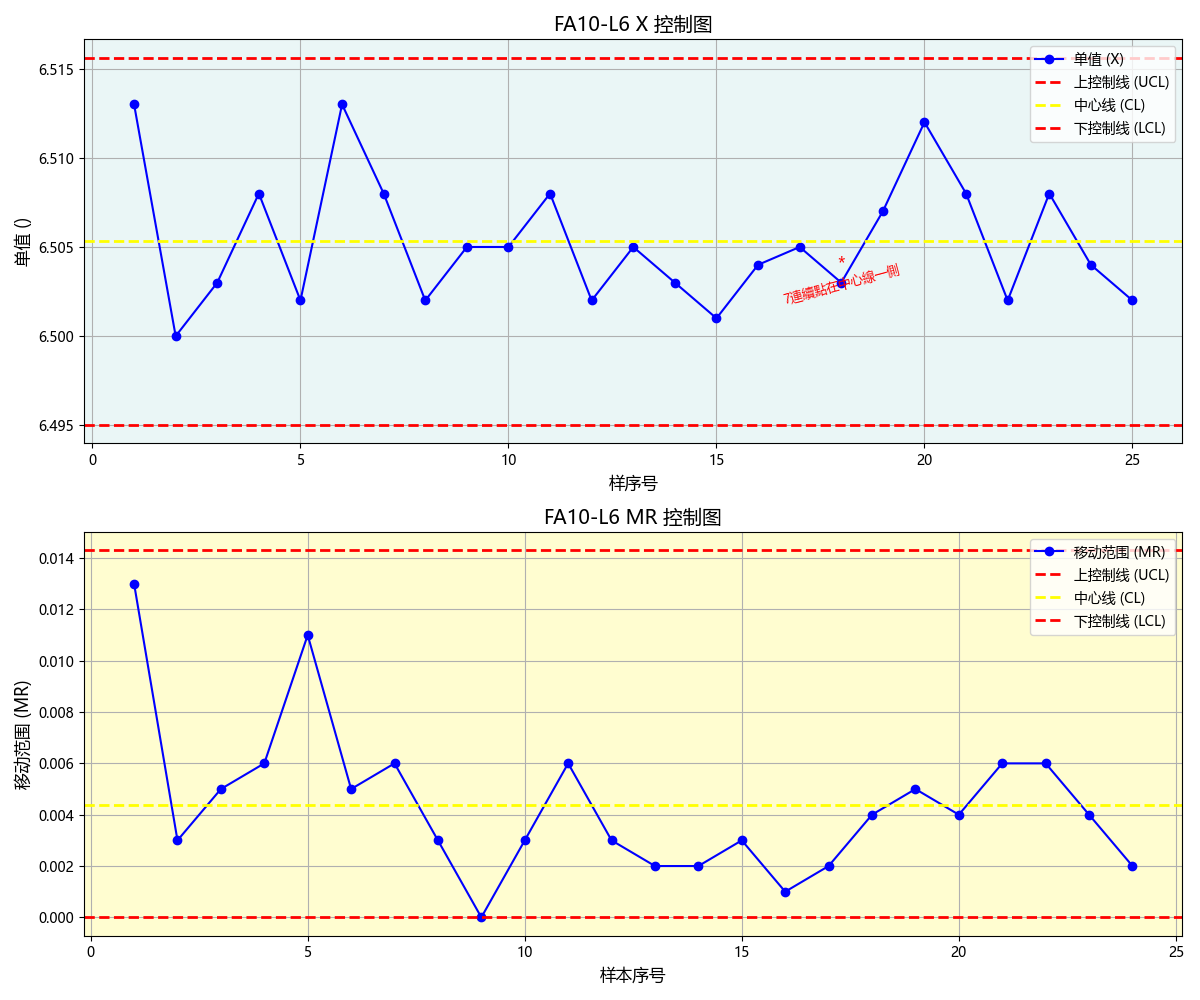 FA10-L6 X 控制图
单值 ()
6.515
6.510
6.505
6.500
6.495
单值 (X)
上控制线 (UCL)
中心线 (CL)
下控制线 (LCL)
*
7連續點在中心線一側
0
5
10
15
20
25
样序号
FA10-L6 MR 控制图
移动范围 (MR)
0.014
0.012
0.010
0.008
0.006
0.004
0.002
0.000
移动范围 (MR)
上控制线 (UCL)
中心线 (CL)
下控制线 (LCL)
0
5
10
15
20
25
样本序号